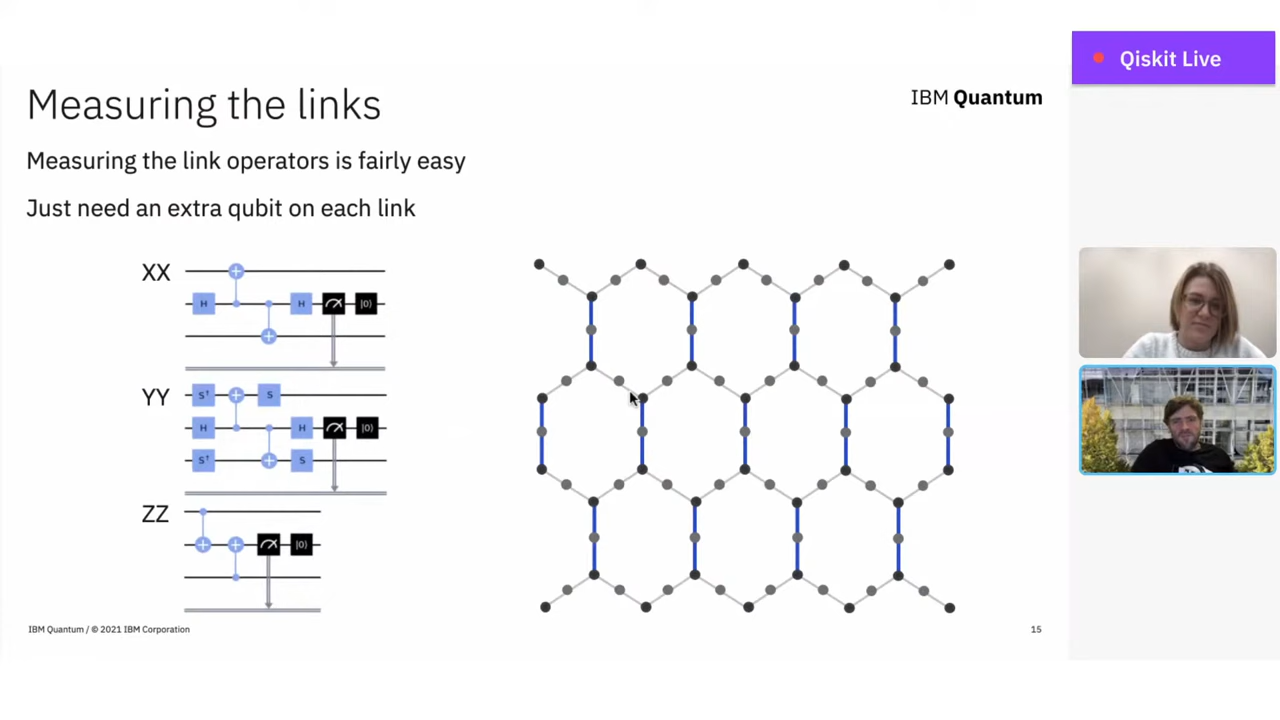 Qiskit Live
Measuring the links
IBM Quantum
Measuring the link operators is fairly easy
Just need an extra qubit on each link
XX
H
H
|0⟩
YY
S†
S
H
H
|0⟩
S†
S
ZZ
|0⟩
IBM Quantum / © 2021 IBM Corporation
15